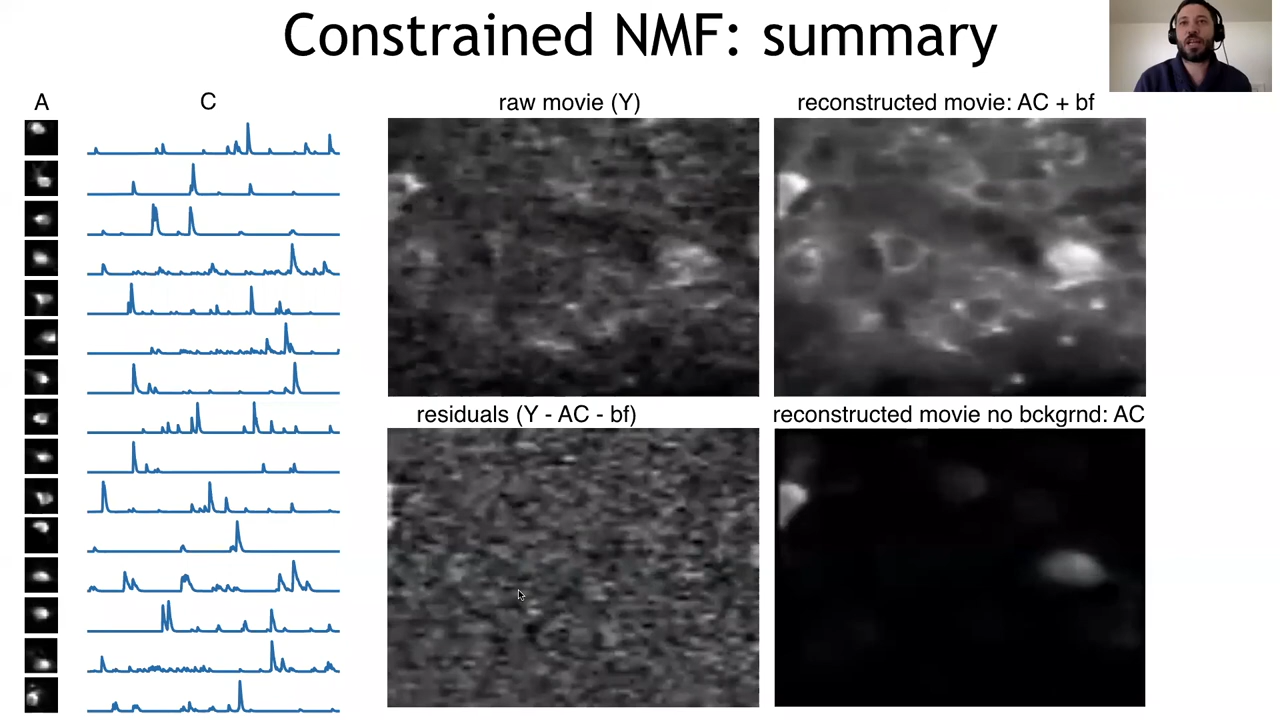 Constrained NMF: summary
A
C
raw movie (Y)
reconstructed movie: AC + bf
residuals (Y - AC - bf)
reconstructed movie no bckgrnd: AC